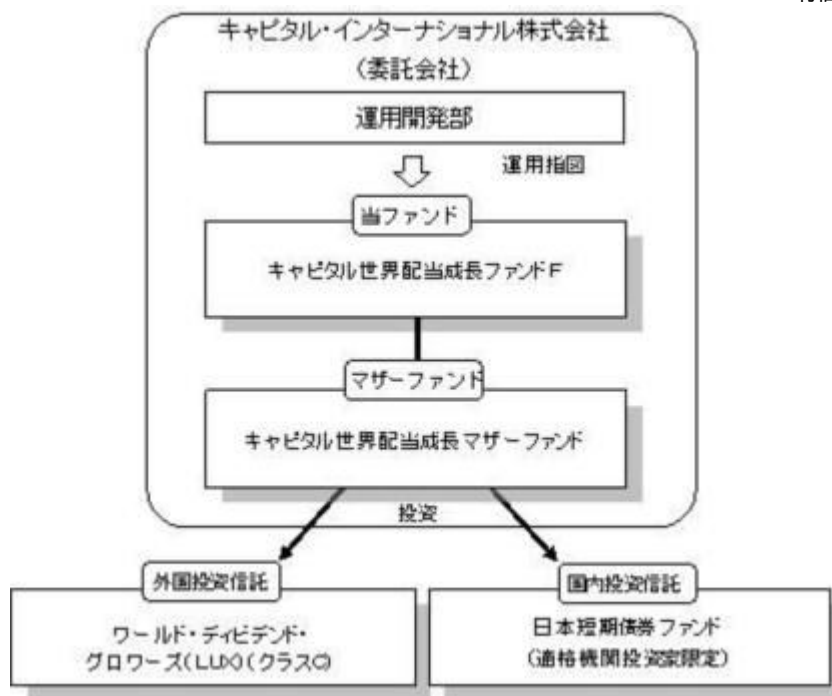 キャピタル・インターナショナル株式会社
(委託会社)
運用開発部
運用指図
当ファンド
キャピタル世界配当成長ファンドF
マザーファンド
キャピタル世界配当成長マザーファンド
投資
外国投資信託
国内投資信託
ワールド・ディビデンド・
グロワーズ(LUX)(クラスC)
日本短期債券ファンド
(適格機関投資家限定)